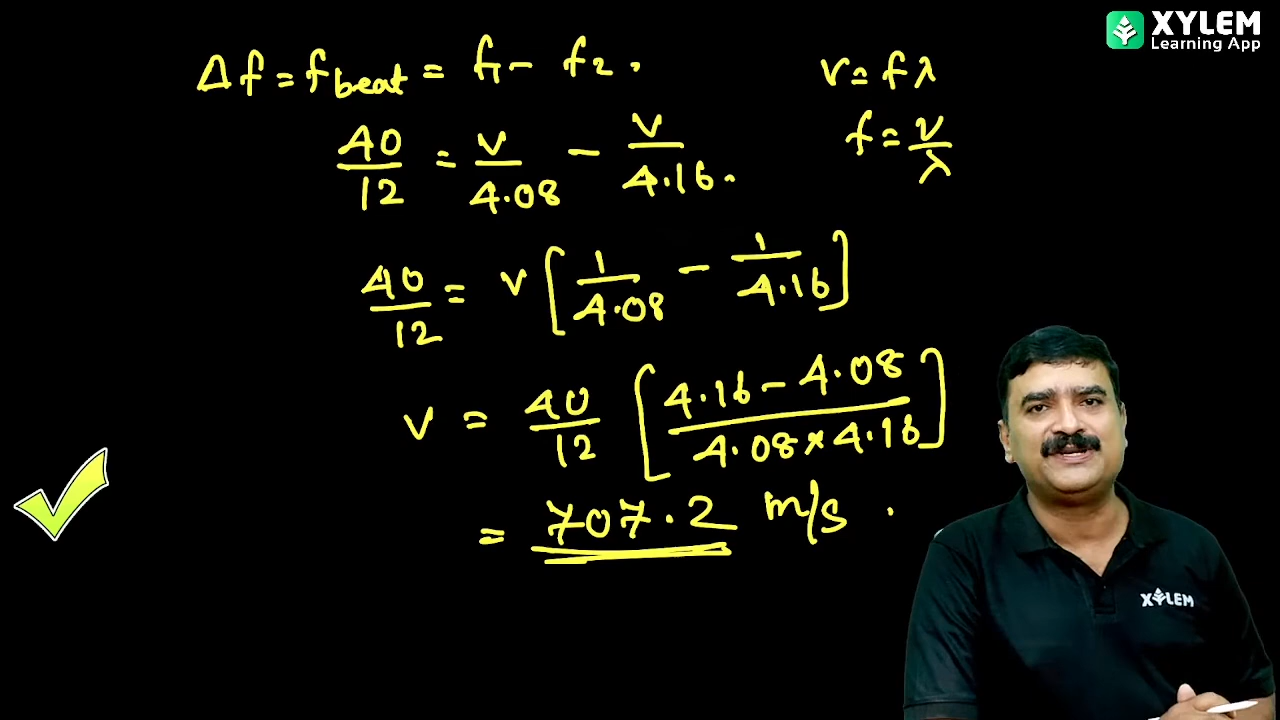 XYLEM
Learning App
Δf = fbeat = f1 - f2 .
v = fλ
40/12 = v/4.08 - v/4.16 .
f = v/λ
40/12 = v [ 1/4.08 - 1/4.16 ]
v = 40/12 [ 4.16 - 4.08 / 4.08 × 4.16 ]
= 707.2 m/s .
XYLEM